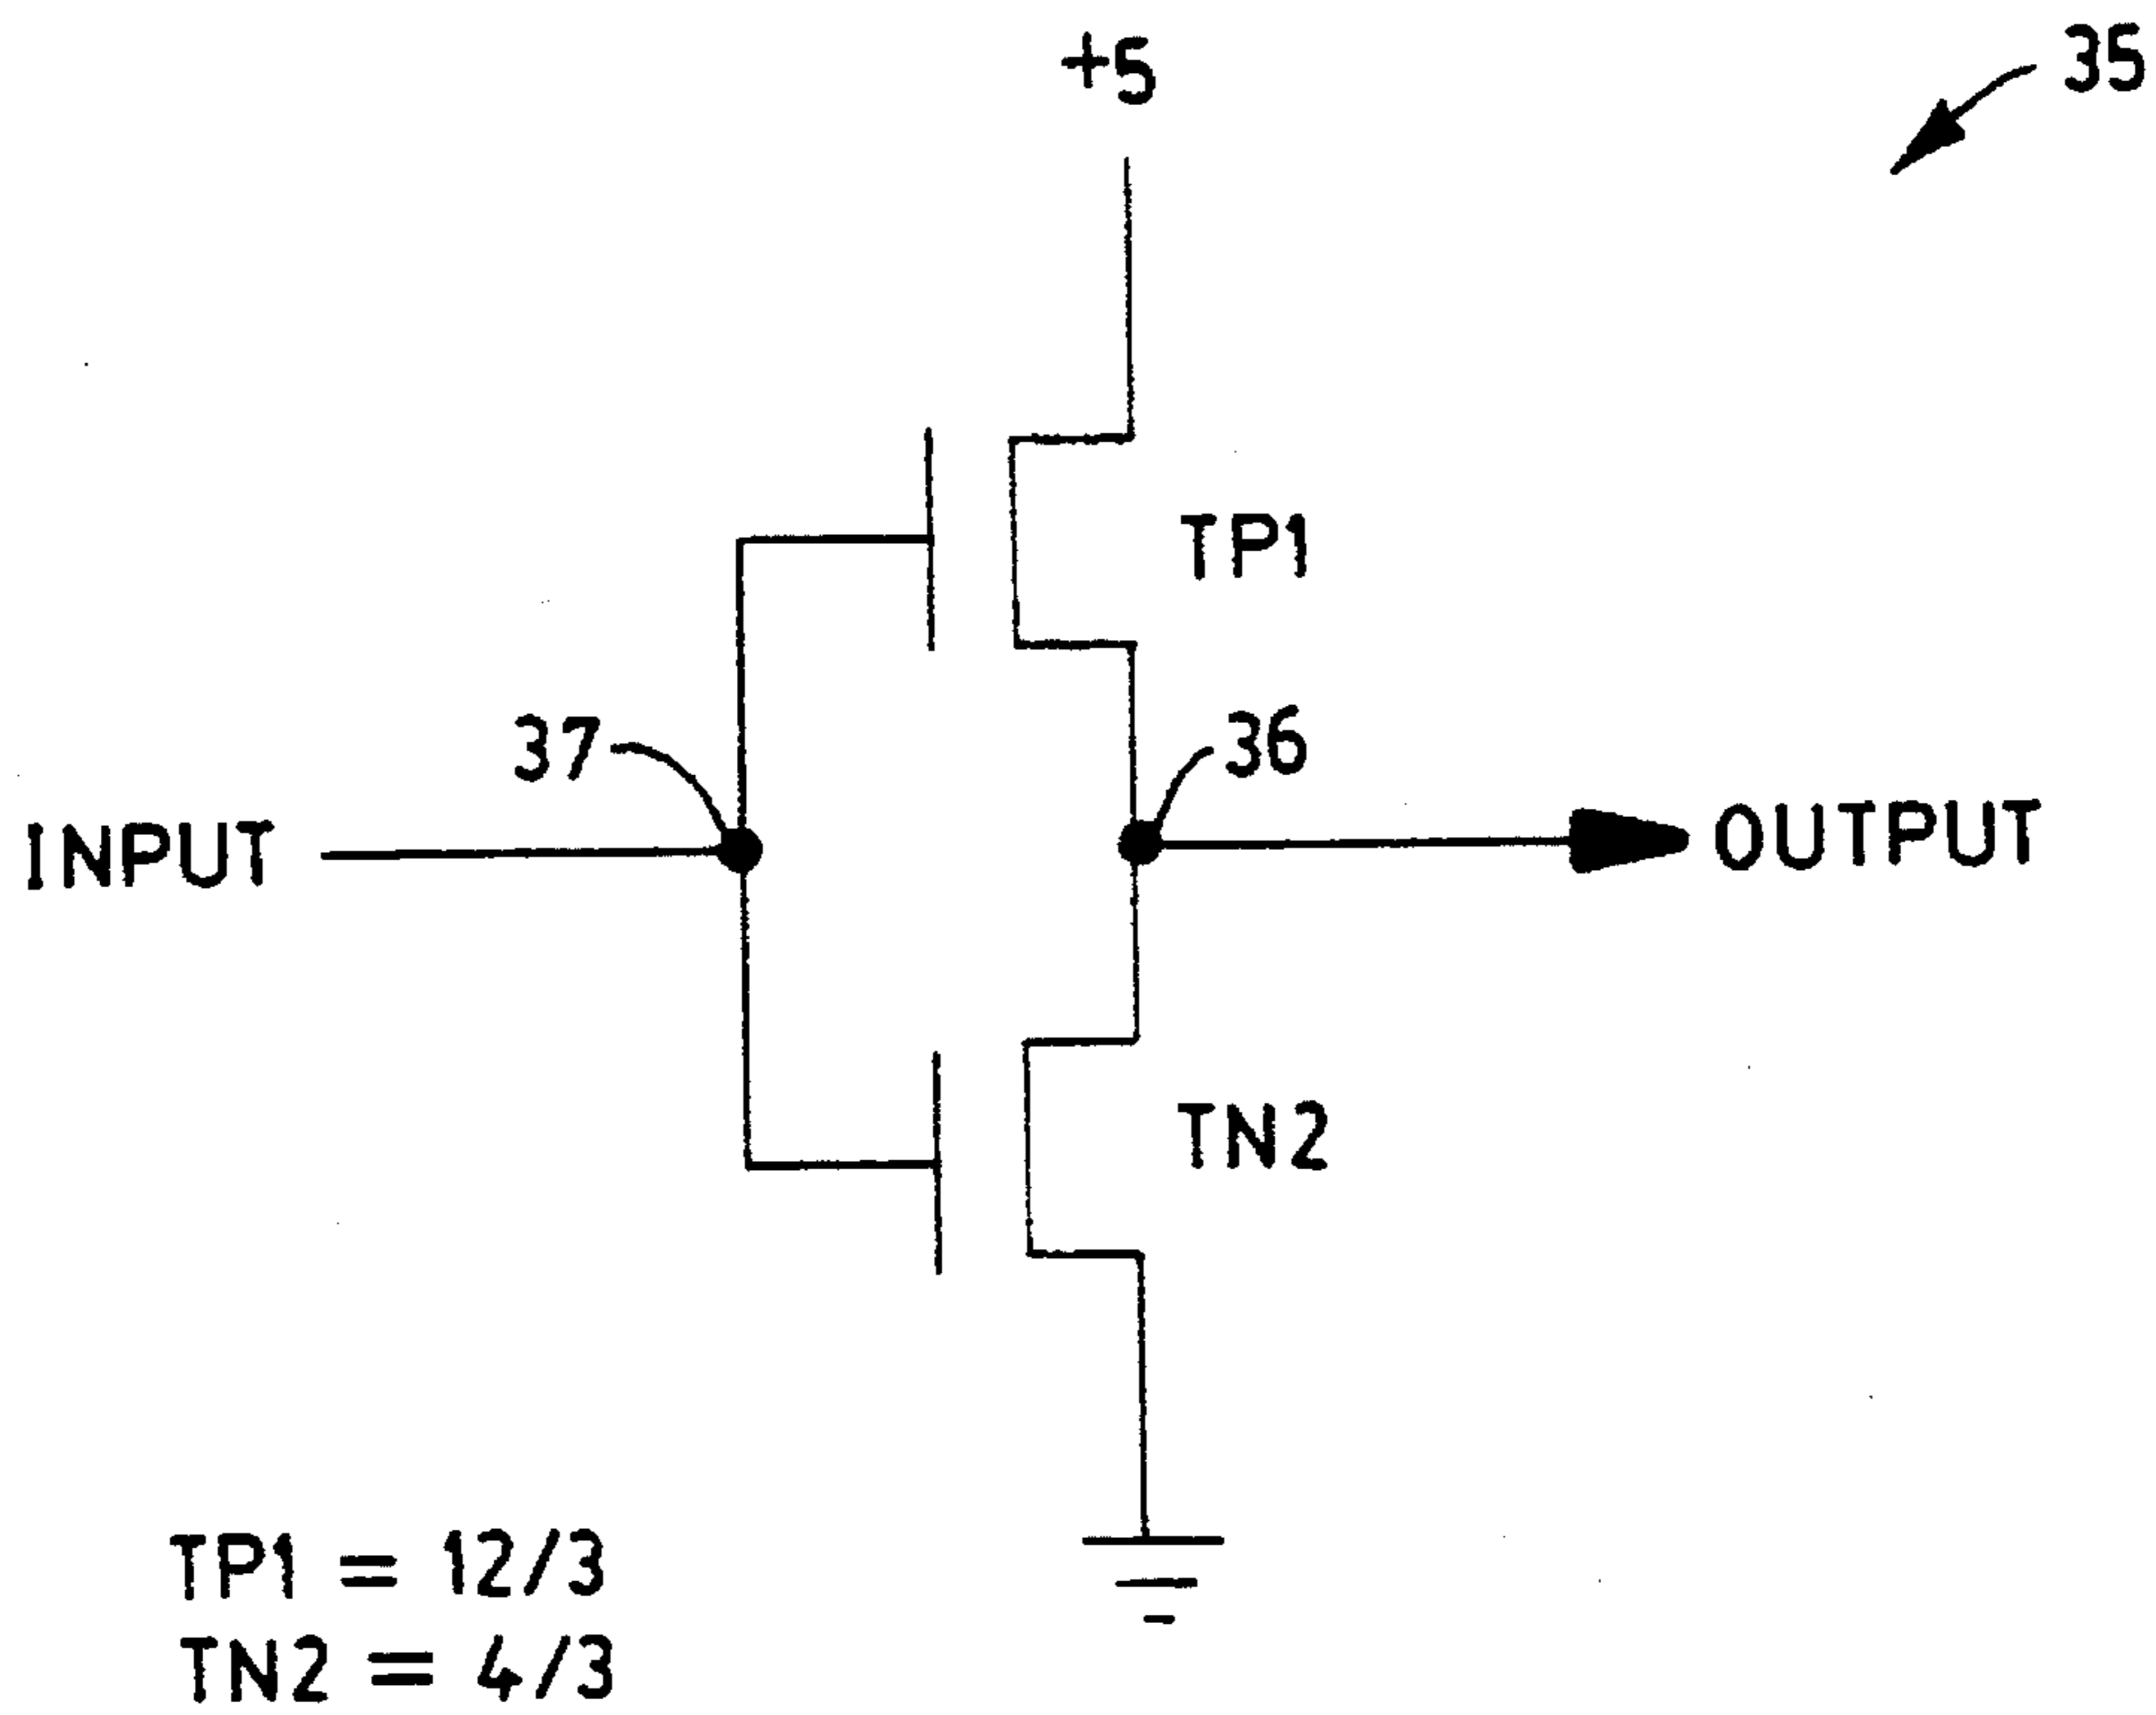 +5
35
TP1
37
36
INPUT
OUTPUT
TN2
TP1 = 12/3
TN2 = 4/3